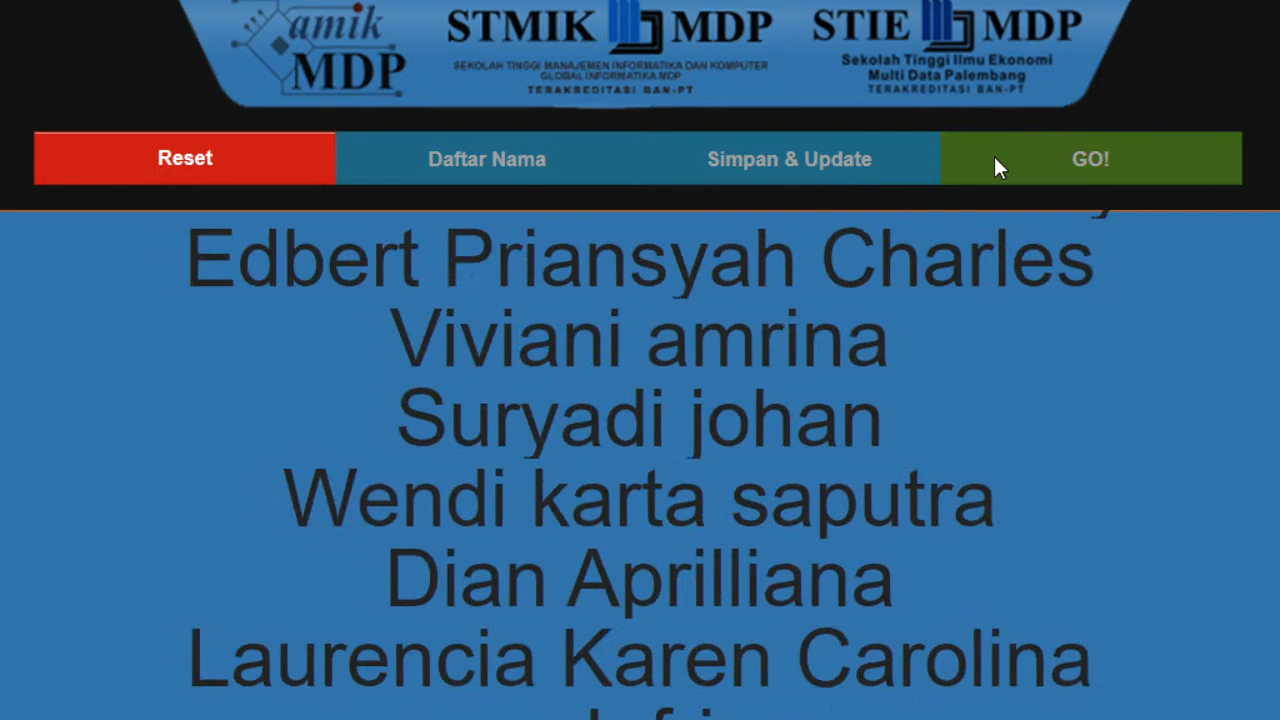 amik
MDP
STMIK MDP
SEKOLAH TINGGI MANAJEMEN INFORMATIKA DAN KOMPUTER
GLOBAL INFORMATIKA MDP
TERAKREDITASI BAN-PT
STIE MDP
Sekolah Tinggi Ilmu Ekonomi
Multi Data Palembang
TERAKREDITASI BAN-PT
Reset
Daftar Nama
Simpan & Update
GO!
Edbert Priansyah Charles
Viviani amrina
Suryadi johan
Wendi karta saputra
Dian Aprilliana
Laurencia Karen Carolina